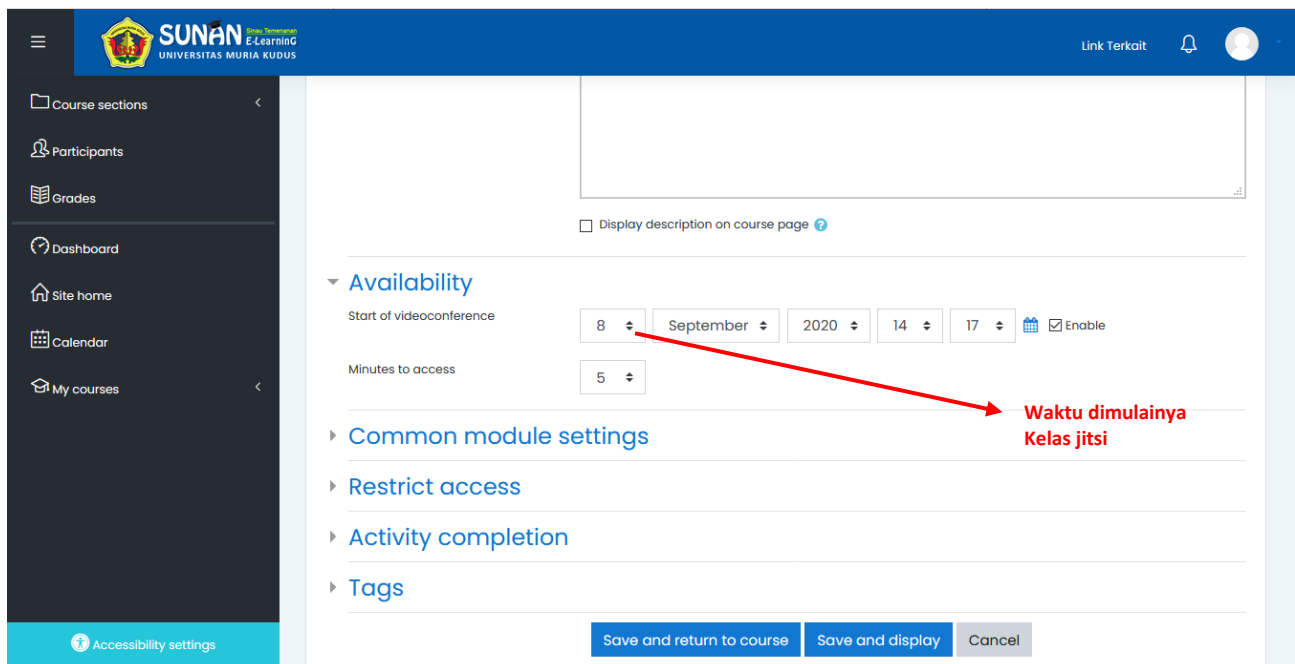 SUNAN Sinau Temenanan
E-LearninG
UNIVERSITAS MURIA KUDUS
Link Terkait
Course sections
Participants
Grades
Dashboard
Site home
Calendar
My courses
Accessibility settings
Display description on course page
Availability
Start of videoconference
8 September 2020 14 17 Enable
Minutes to access
5
Waktu dimulainya
Kelas jitsi
Common module settings
Restrict access
Activity completion
Tags
Save and return to course Save and display Cancel